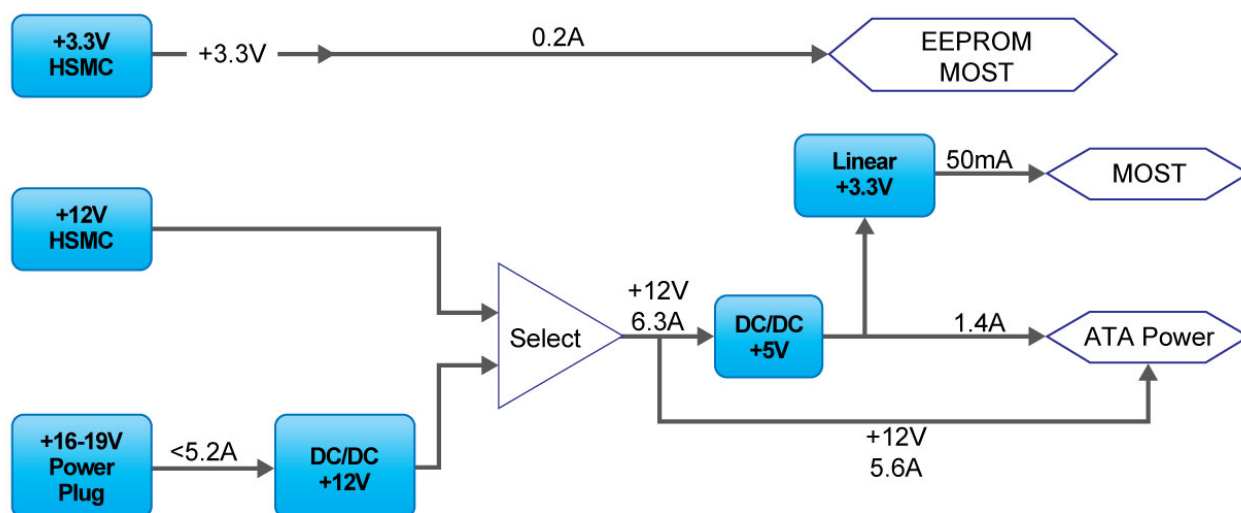 +3.3V
HSMC
+3.3V
0.2A
EEPROM
MOST
Linear
+3.3V
50mA
MOST
+12V
HSMC
Select
+12V
6.3A
DC/DC
+5V
1.4A
ATA Power
+16-19V
Power
Plug
<5.2A
DC/DC
+12V
+12V
5.6A